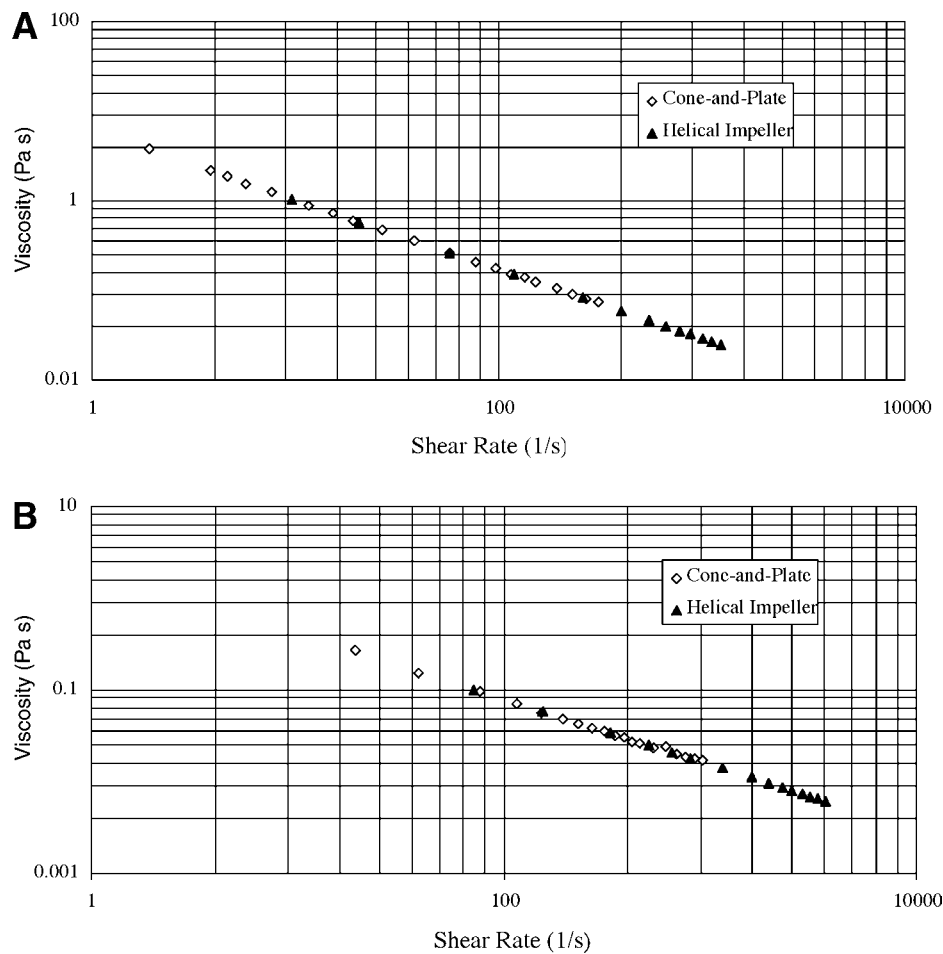 A
100
Cone-and-Plate
Helical Impeller
Viscosity (Pa s)
1
0.01
1
100
10000
Shear Rate (1/s)
B
10
Cone-and-Plate
Helical Impeller
Viscosity (Pa s)
0.1
0.001
1
100
10000
Shear Rate (1/s)